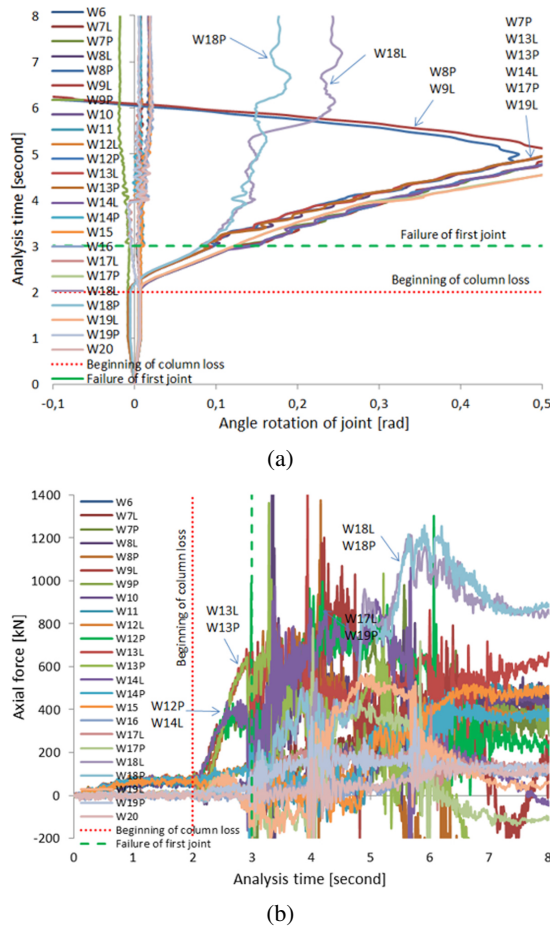 (a)
Analysis time [second]
8
7
6
5
4
3
2
1
0
W6
W7L
W7P
W8L
W8P
W9L
W9P
W10
W11
W12L
W12P
W13L
W13P
W14L
W14P
W15
W16
W17L
W17P
W18L
W18P
W19L
W19P
W20
Beginning of column loss
Failure of first joint
W18P
W18L
W8P
W9L
W7P
W13L
W13P
W14L
W17P
W19L
Failure of first joint
Beginning of column loss
-0,1 0 0,1 0,2 0,3 0,4 0,5
Angle rotation of joint [rad]
(a)
Axial force [kN]
1400
1200
1000
800
600
400
200
0
-200
W6
W7L
W7P
W8L
W8P
W9L
W9P
W10
W11
W12L
W12P
W13L
W13P
W14L
W14P
W15
W16
W17L
W17P
W18L
W18P
W19L
W19P
W20
Beginning of column loss
Failure of first joint
Beginning of column loss
W13L
W13P
W12P
W14L
W18L
W18P
W17L
W19P
0 1 2 3 4 5 6 7 8
Analysis time [second]
(b)